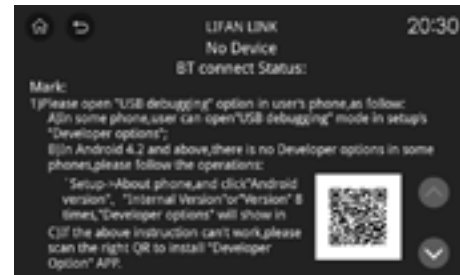 LIFAN LINK
20:30
No Device
BT connect Status:
Mark:
1)Please open "USB debugging" option in user's phone,as follow:
A)In some phone,user can open"USB debugging" mode in setup's
"Developer options";
B)In Android 4.2 and above,there is no Developer options in some
phones,please follow the operations:
`Setup->About phone,and click"Android
version", "Internal Version"or"Version" 8
times,"Developer options" will show in
C)If the above instruction can't work,please
scan the right QR to install "Developer
Option" APP.